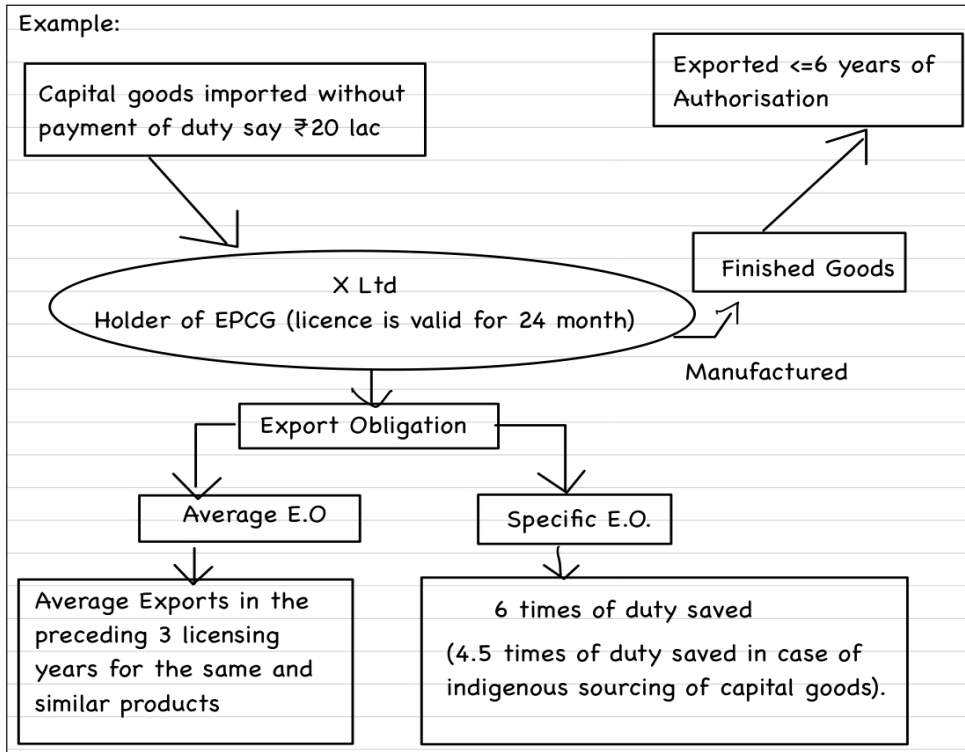 Example:
Capital goods imported without
payment of duty say ₹20 lac
Exported <=6 years of
Authorisation
X Ltd
Holder of EPCG (licence is valid for 24 month)
Finished Goods
Manufactured
Export Obligation
Average E.O
Specific E.O.
Average Exports in the
preceding 3 licensing
years for the same and
similar products
6 times of duty saved
(4.5 times of duty saved in case of
indigenous sourcing of capital goods).